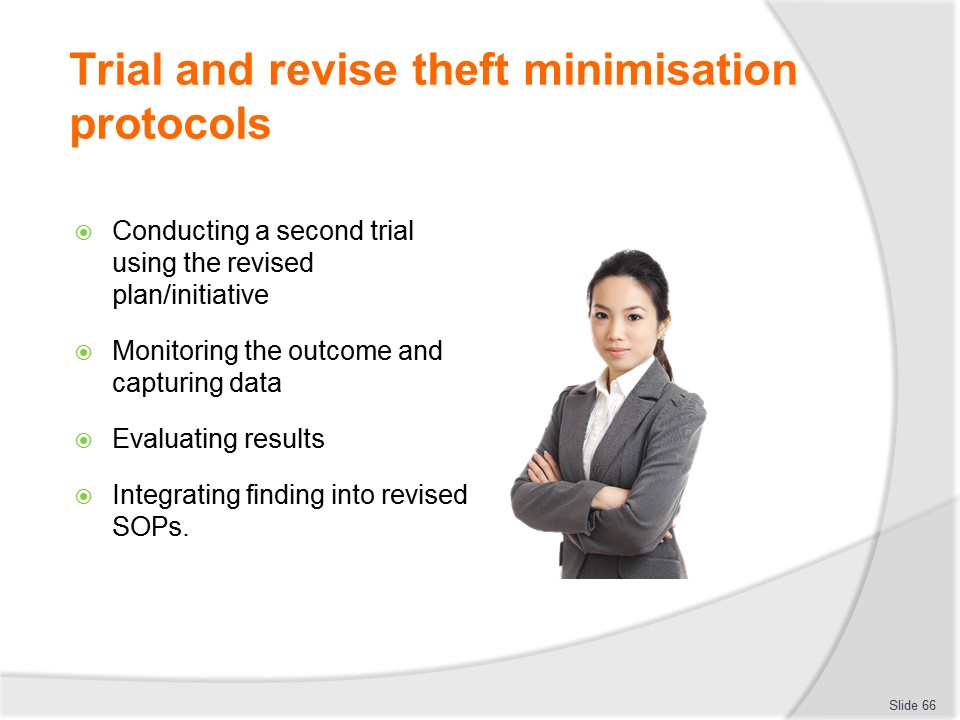 Trial and revise theft minimisation
protocols
Conducting a second trial
using the revised
plan/initiative
Monitoring the outcome and
capturing data
Evaluating results
Integrating finding into revised
SOPs.
Slide 66